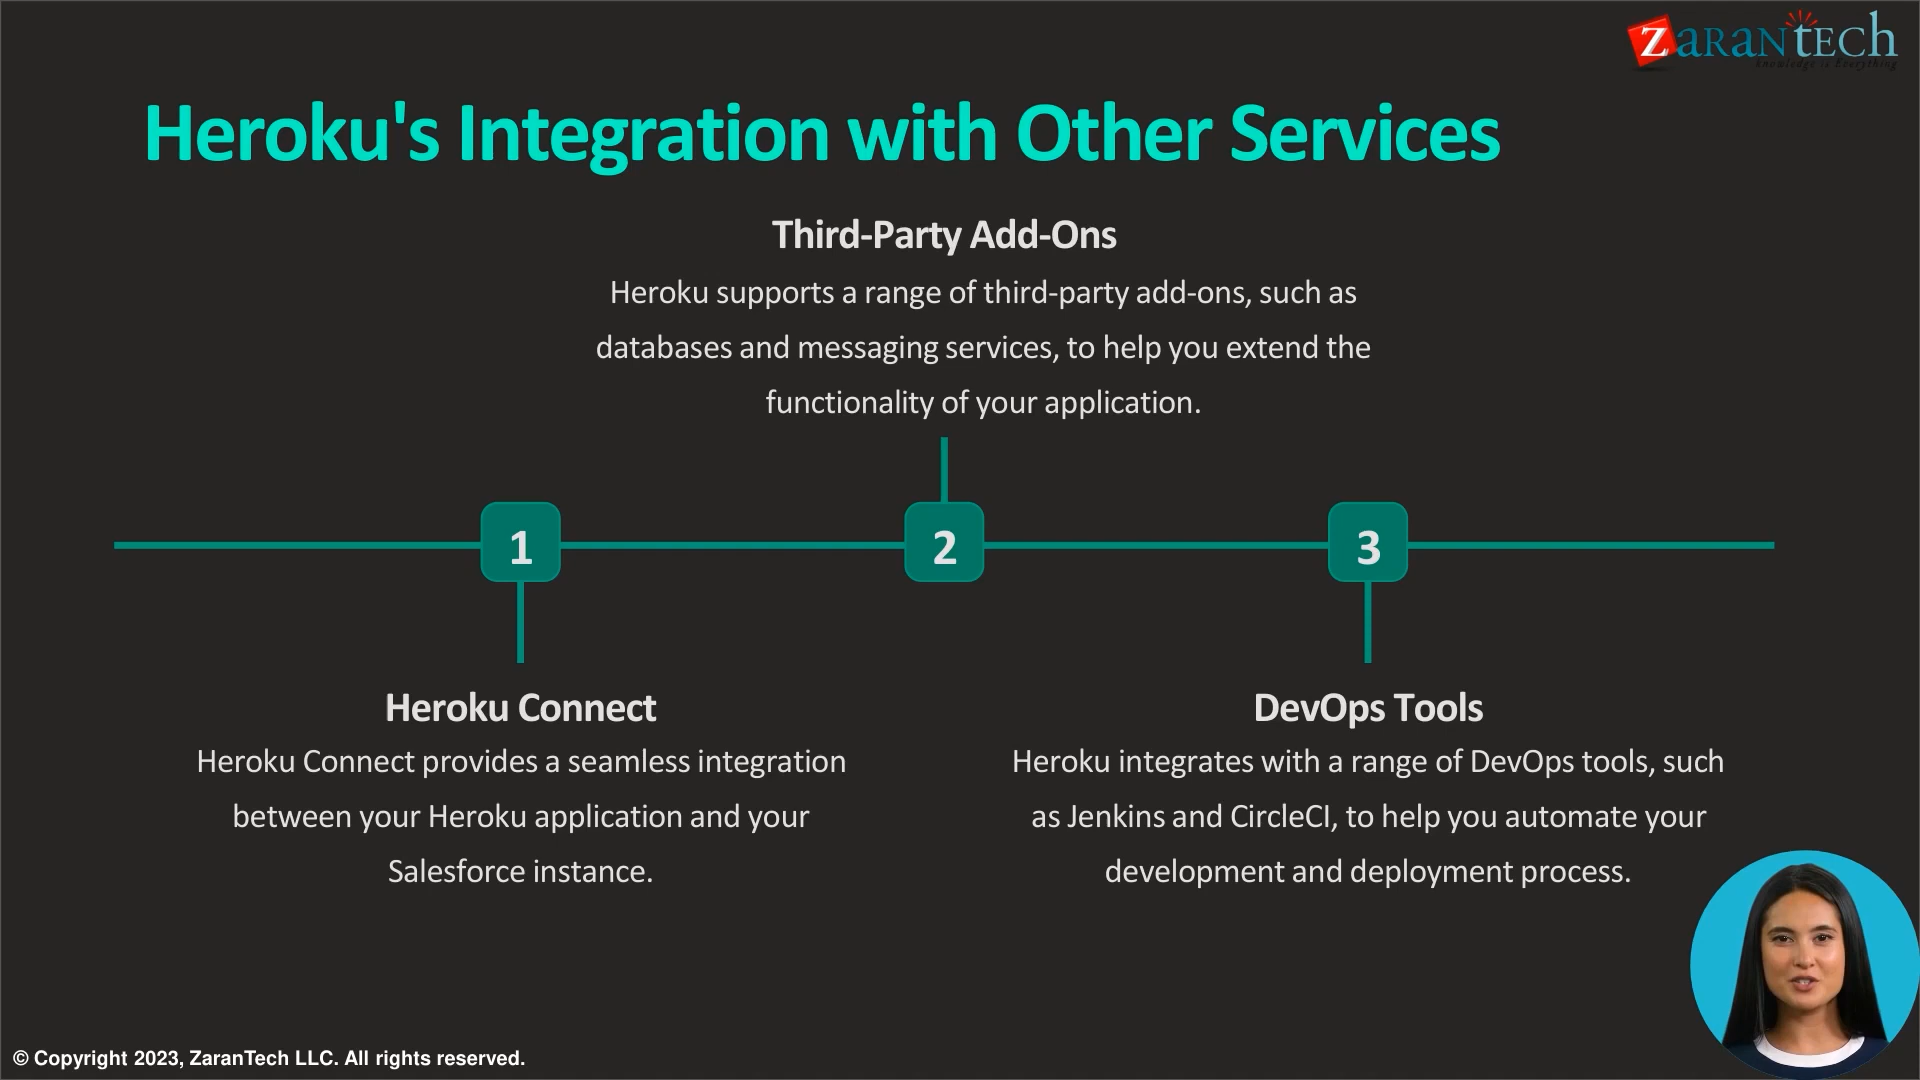 ZaranTech
Knowledge is Everything
Heroku's Integration with Other Services
Third-Party Add-Ons
Heroku supports a range of third-party add-ons, such as
databases and messaging services, to help you extend the
functionality of your application.
1
2
3
Heroku Connect
Heroku Connect provides a seamless integration
between your Heroku application and your
Salesforce instance.
DevOps Tools
Heroku integrates with a range of DevOps tools, such
as Jenkins and CircleCI, to help you automate your
development and deployment process.
© Copyright 2023, ZaranTech LLC. All rights reserved.